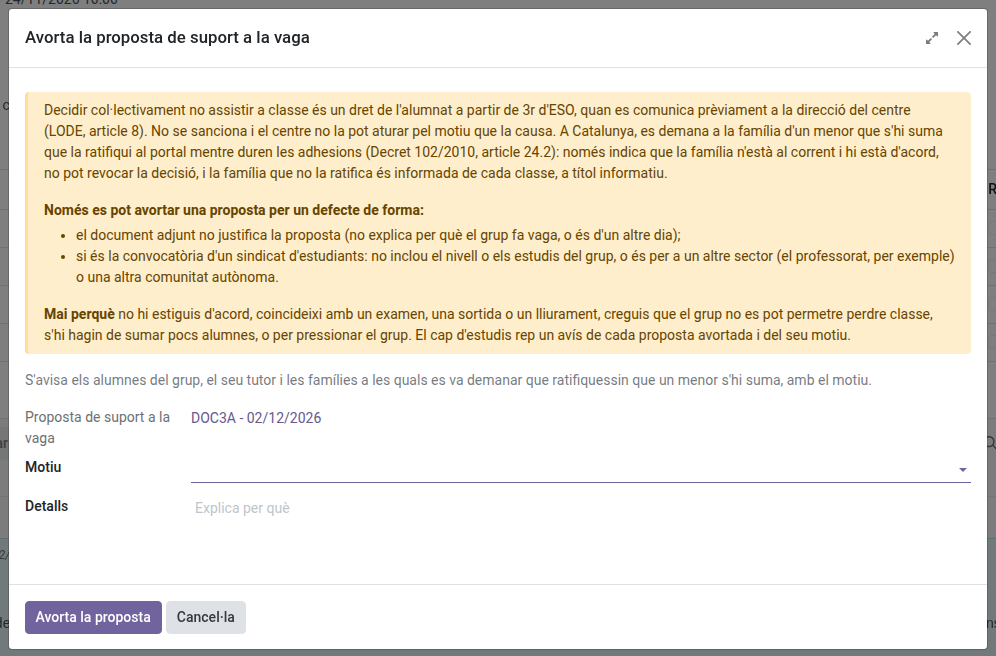 Avorta la proposta de suport a la vaga
Decidir col·lectivament no assistir a classe és un dret de l'alumnat a partir de 3r d'ESO, quan es comunica prèviament a la direcció del centre
(LODE, article 8). No se sanciona i el centre no la pot aturar pel motiu que la causa. A Catalunya, es demana a la família d'un menor que s'hi suma
que la ratifiqui al portal mentre duren les adhesions (Decret 102/2010, article 24.2): només indica que la família n'està al corrent i hi està d'acord,
no pot revocar la decisió, i la família que no la ratifica és informada de cada classe, a títol informatiu.
Només es pot avortar una proposta per un defecte de forma:
• el document adjunt no justifica la proposta (no explica per què el grup fa vaga, o és d'un altre dia);
• si és la convocatòria d'un sindicat d'estudiants: no inclou el nivell o els estudis del grup, o és per a un altre sector (el professorat, per exemple)
o una altra comunitat autònoma.
Mai perquè no hi estiguis d'acord, coincideixi amb un examen, una sortida o un lliurament, creguis que el grup no es pot permetre perdre classe,
s'hi hagin de sumar pocs alumnes, o per pressionar el grup. El cap d'estudis rep un avís de cada proposta avortada i del seu motiu.
S'avisa els alumnes del grup, el seu tutor i les famílies a les quals es va demanar que ratifiquessin que un menor s'hi suma, amb el motiu.
Proposta de suport a la
vaga
DOC3A - 02/12/2026
Motiu
Detalls
Explica per què
Avorta la proposta
Cancel·la